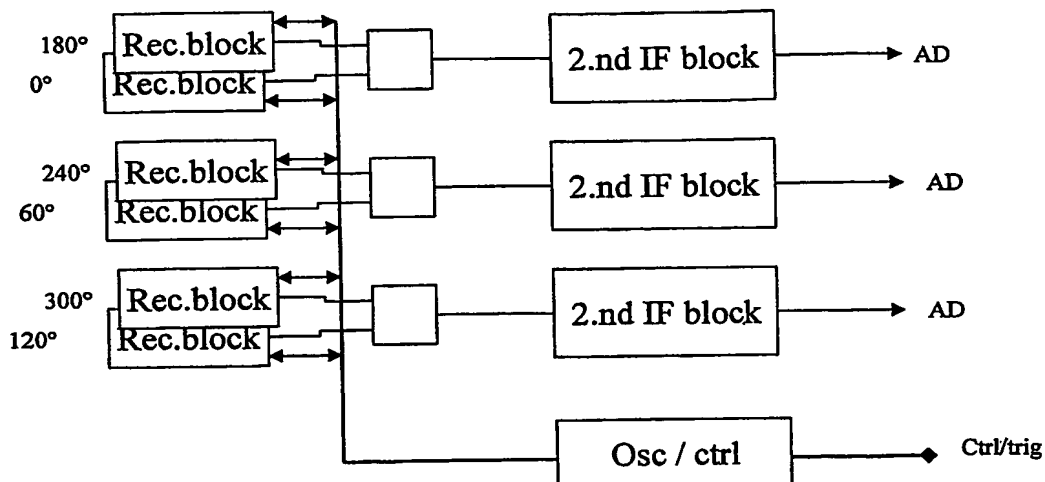 180° Rec.block 2.nd IF block AD
0° Rec.block
240° Rec.block 2.nd IF block AD
60° Rec.block
300° Rec.block 2.nd IF block AD
120° Rec.block
Osc / ctrl Ctrl/trig